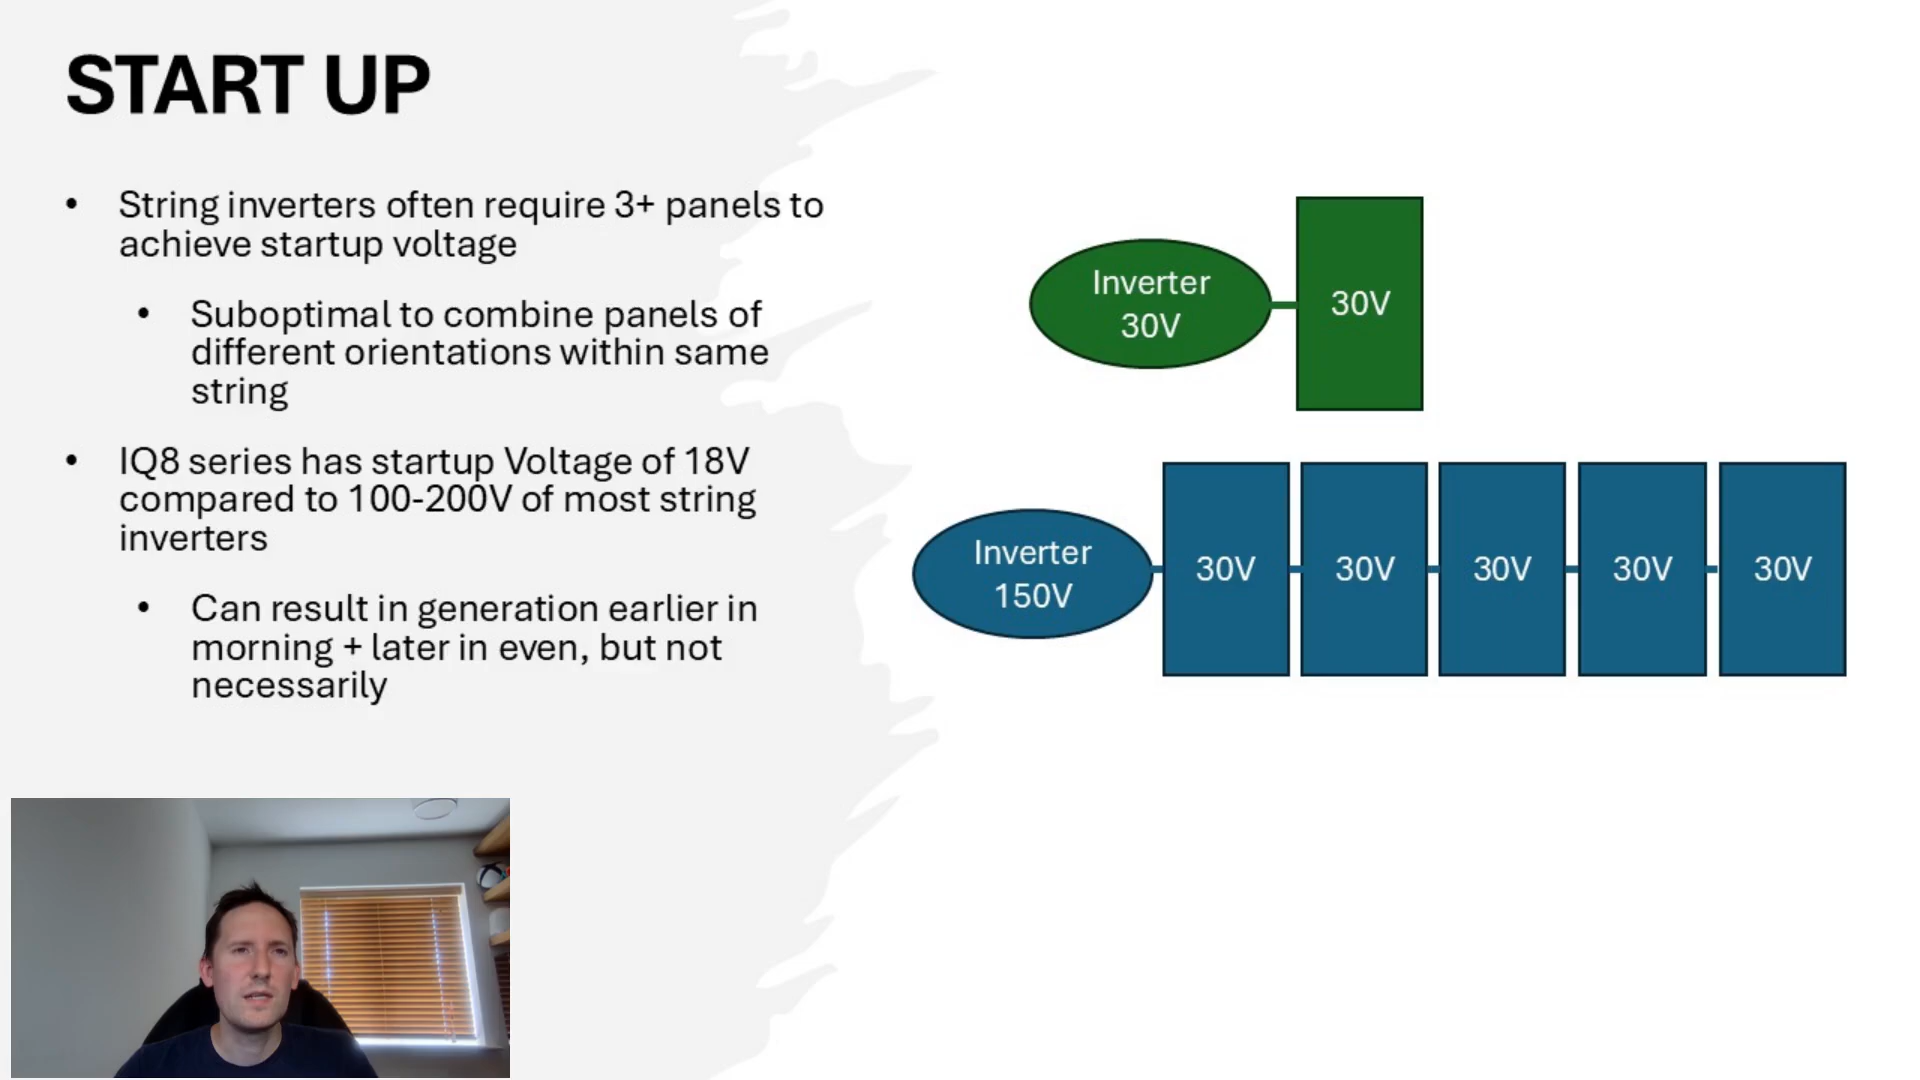 START UP
• String inverters often require 3+ panels to
achieve startup voltage
• Suboptimal to combine panels of
different orientations within same
string
• IQ8 series has startup Voltage of 18V
compared to 100-200V of most string
inverters
• Can result in generation earlier in
morning + later in even, but not
necessarily
Inverter
30V
30V
Inverter
150V
30V
30V
30V
30V
30V